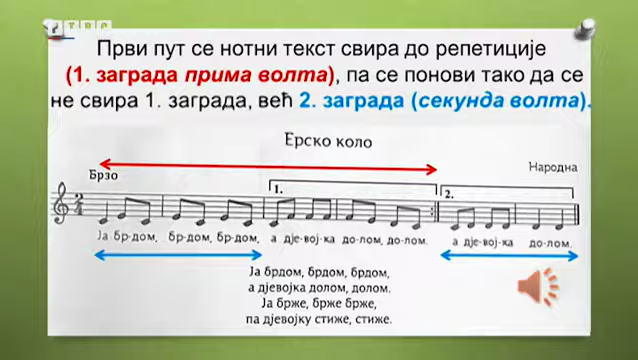 Први пут се нотни текст свира до репетиције
(1. заграда прима волта), па се понови тако да се
не свира 1. заграда, већ 2. заграда (секунда волта).
Ерско коло
Брзо
Народна
1.
2.
2
4
Ја бр-дом, бр-дом, бр-дом, а дје-вој-ка до-лом, до-лом. а дје-вој-ка до-лом.
Ја брдом, брдом, брдом,
а дјевојка долом, долом.
Ја брже, брже брже,
па дјевојку стиже, стиже.